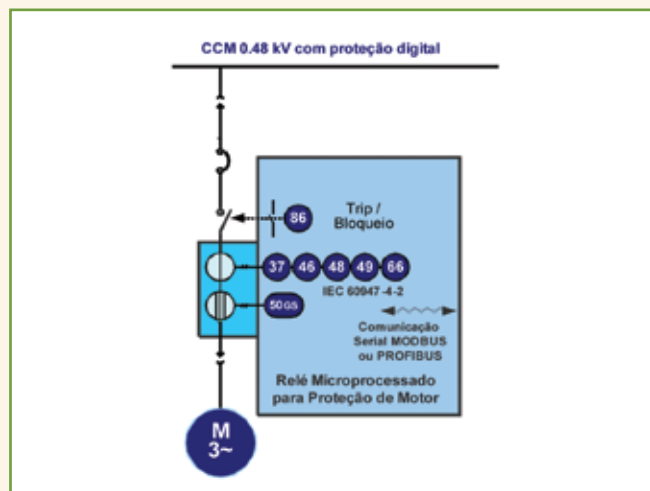 CCM 0.48 kV com proteção digital
86
Trip /
Bloqueio
37 46 48 49 66
IEC 60947-4-2
50GS
Comunicação
Serial MODBUS
ou PROFIBUS
Relé Microprocessado
para Proteção de Motor
M
3~